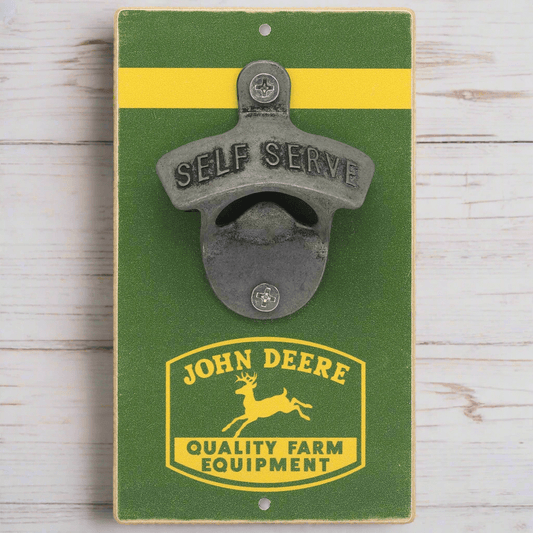 SELF SERVE
JOHN DEERE
QUALITY FARM
EQUIPMENT